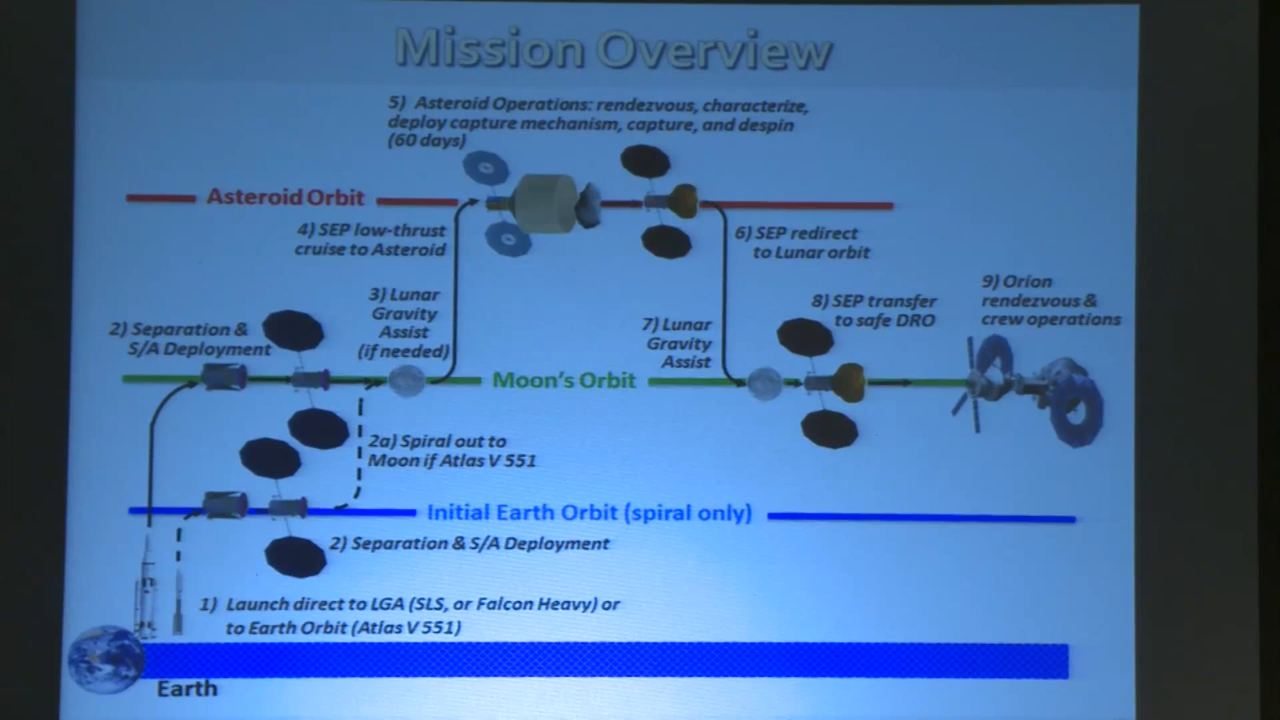 Mission Overview
5) Asteroid Operations: rendezvous, characterize,
deploy capture mechanism, capture, and despin
(60 days)
Asteroid Orbit
4) SEP low-thrust
cruise to Asteroid
6) SEP redirect
to Lunar orbit
3) Lunar
Gravity
Assist
(if needed)
2) Separation &
S/A Deployment
7) Lunar
Gravity
Assist
8) SEP transfer
to safe DRO
9) Orion
rendezvous &
crew operations
Moon's Orbit
2a) Spiral out to
Moon if Atlas V 551
Initial Earth Orbit (spiral only)
2) Separation & S/A Deployment
1) Launch direct to LGA (SLS, or Falcon Heavy) or
to Earth Orbit (Atlas V 551)
Earth